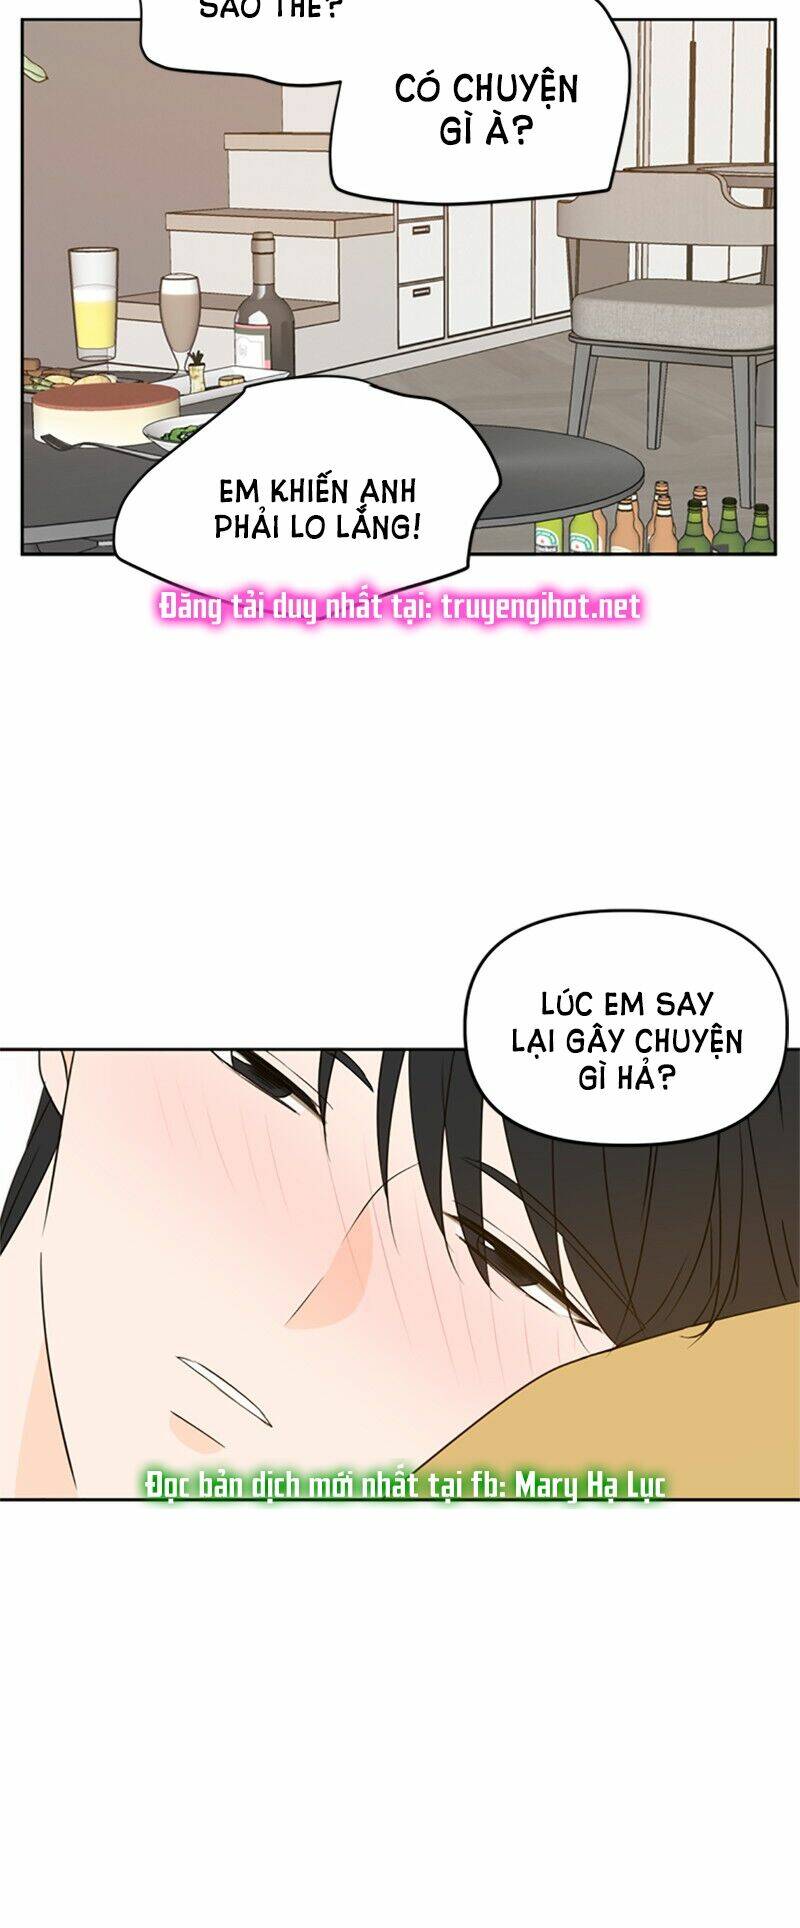 SAO THẾ?
CÓ CHUYỆN
GÌ À?
EM KHIẾN ANH
PHẢI LO LẮNG!
Đăng tải duy nhất tại: truyengihot.net
LÚC EM SAY
LẠI GÂY CHUYỆN
GÌ HẢ?
Đọc bản dịch mới nhất tại fb: Mary Hạ Lục